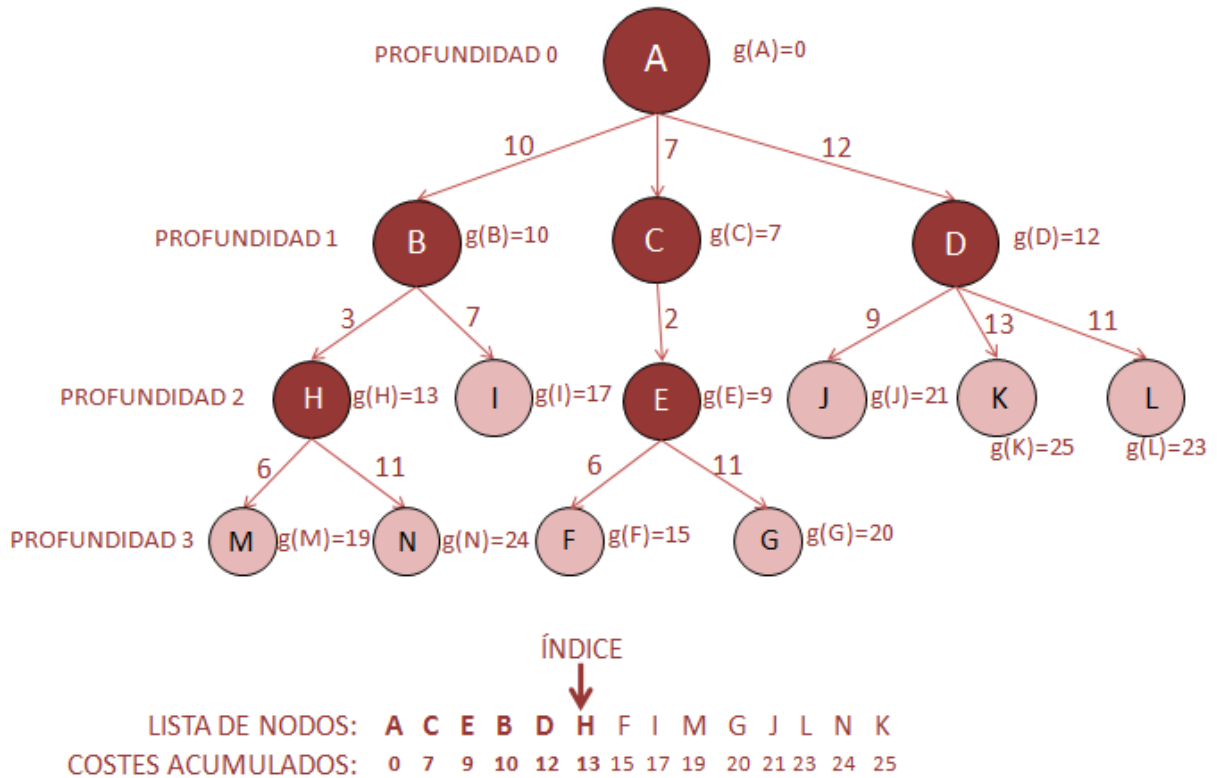 PROFUNDIDAD 0 A g(A)=0
10 7 12
PROFUNDIDAD 1 B g(B)=10 C g(C)=7 D g(D)=12
3 7 2 9 13 11
PROFUNDIDAD 2 H g(H)=13 I g(I)=17 E g(E)=9 J g(J)=21 K L
g(K)=25 g(L)=23
6 11 6 11
PROFUNDIDAD 3 M g(M)=19 N g(N)=24 F g(F)=15 G g(G)=20
ÍNDICE
LISTA DE NODOS: A C E B D H F I M G J L N K
COSTES ACUMULADOS: 0 7 9 10 12 13 15 17 19 20 21 23 24 25